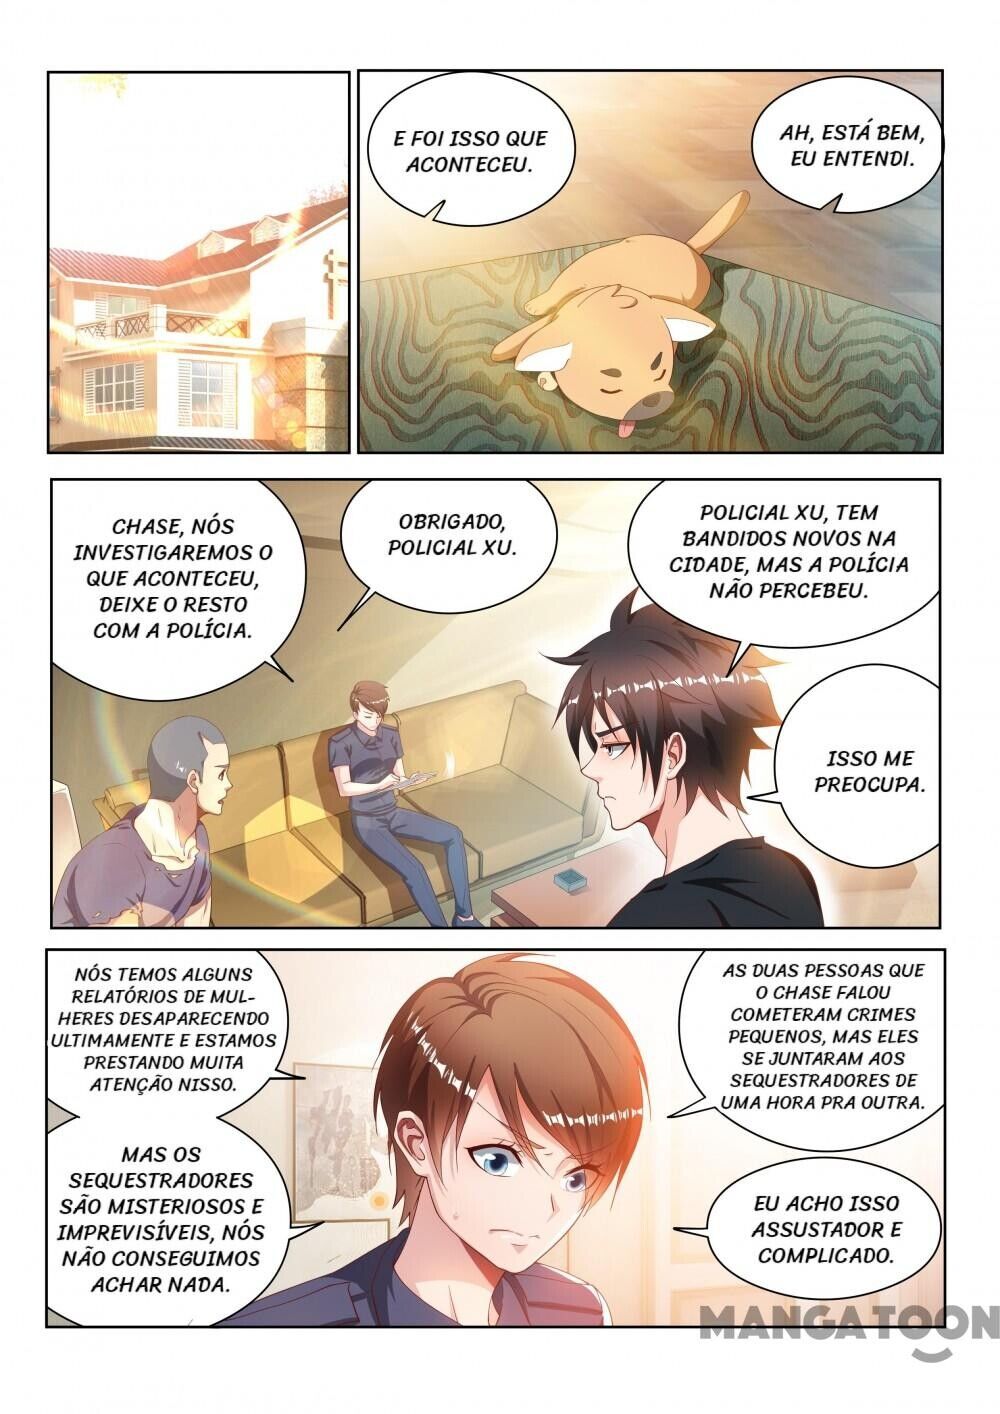 E FOI ISSO QUE
ACONTECEU.
AH, ESTÁ BEM,
EU ENTENDI.
CHASE, NÓS
INVESTIGAREMOS O
QUE ACONTECEU,
DEIXE O RESTO
COM A POLÍCIA.
OBRIGADO,
POLICIAL XU.
POLICIAL XU, TEM
BANDIDOS NOVOS NA
CIDADE, MAS A POLÍCIA
NÃO PERCEBEU.
ISSO ME
PREOCUPA.
NÓS TEMOS ALGUNS
RELATÓRIOS DE MUL-
HERES DESAPARECENDO
ULTIMAMENTE E ESTAMOS
PRESTANDO MUITA
ATENÇÃO NISSO.
MAS OS
SEQUESTRADORES
SÃO MISTERIOSOS E
IMPREVISÍVEIS, NÓS
NÃO CONSEGUIMOS
ACHAR NADA.
AS DUAS PESSOAS QUE
O CHASE FALOU
COMETERAM CRIMES
PEQUENOS, MAS ELES
SE JUNTARAM AOS
SEQUESTRADORES DE
UMA HORA PRA OUTRA.
EU ACHO ISSO
ASSUSTADOR E
COMPLICADO.
MANGATOON